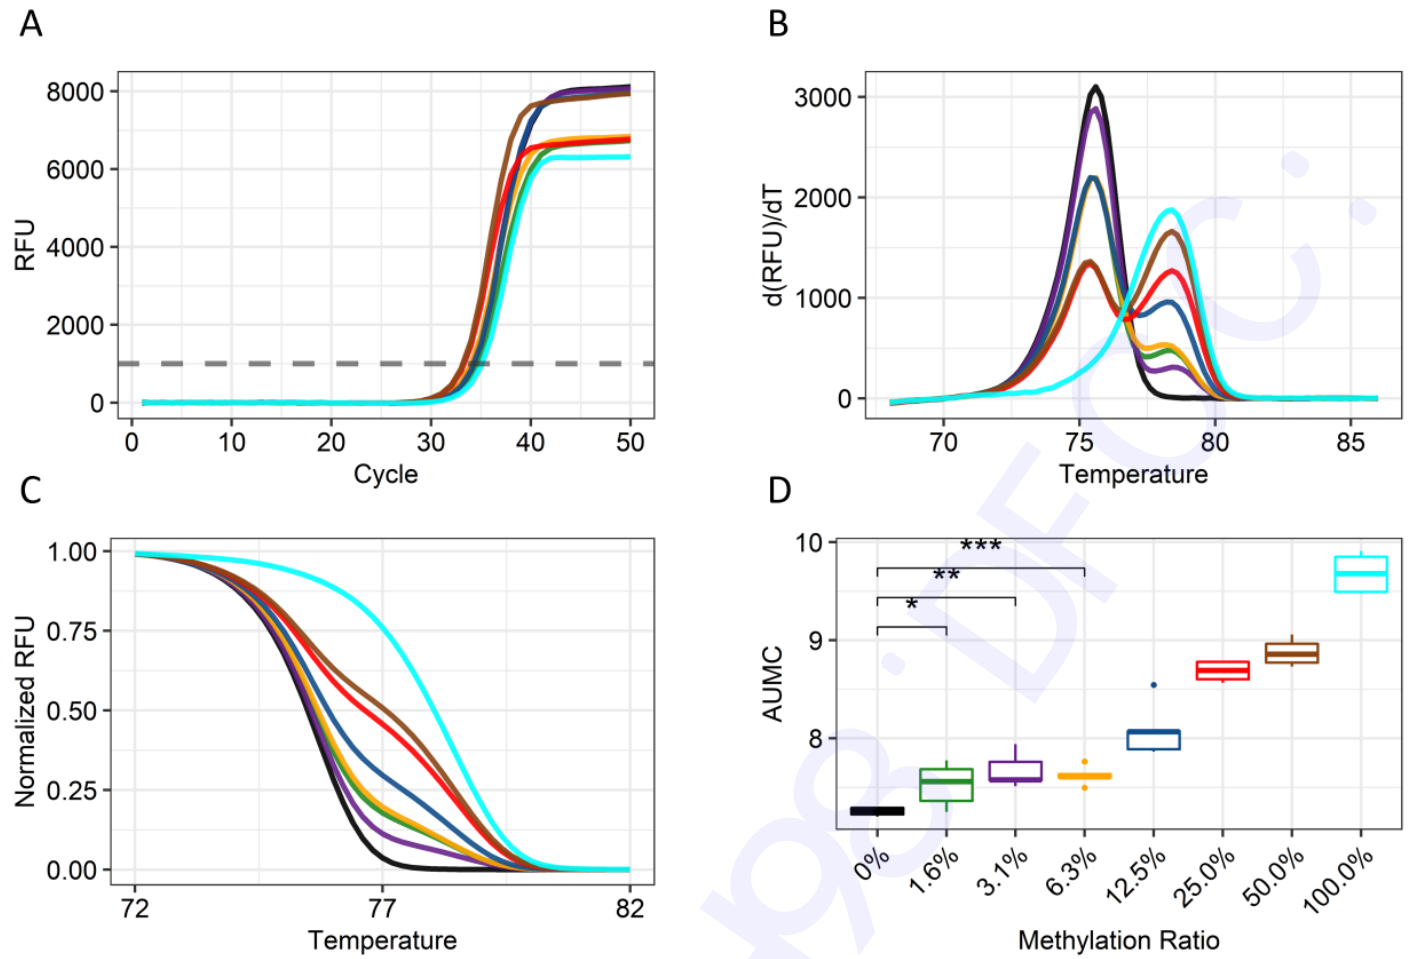 A
8000
6000
4000
2000
0
RFU
0 10 20 30 40 50
Cycle
B
3000
2000
1000
0
d(RFU)/dT
70 75 80 85
Temperature
C
1.00
0.75
0.50
0.25
0.00
Normalized RFU
72 77 82
Temperature
D
10
9
8
AUMC
***
**
*
0% 1.6% 3.1% 6.3% 12.5% 25.0% 50.0% 100.0%
Methylation Ratio